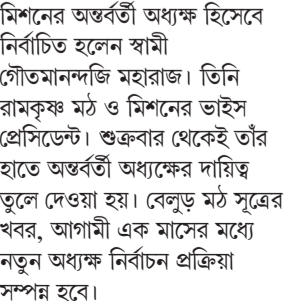 মিশনের অন্তর্বর্তী অধ্যক্ষ হিসেবে
নির্বাচিত হলেন স্বামী
গৌতমানন্দজি মহারাজ। তিনি
রামকৃষ্ণ মঠ ও মিশনের ভাইস
প্রেসিডেন্ট। শুক্রবার থেকেই তাঁর
হাতে অন্তর্বর্তী অধ্যক্ষের দায়িত্ব
তুলে দেওয়া হয়। বেলুড় মঠ সূত্রের
খবর, আগামী এক মাসের মধ্যে
নতুন অধ্যক্ষ নির্বাচন প্রক্রিয়া
সম্পন্ন হবে।